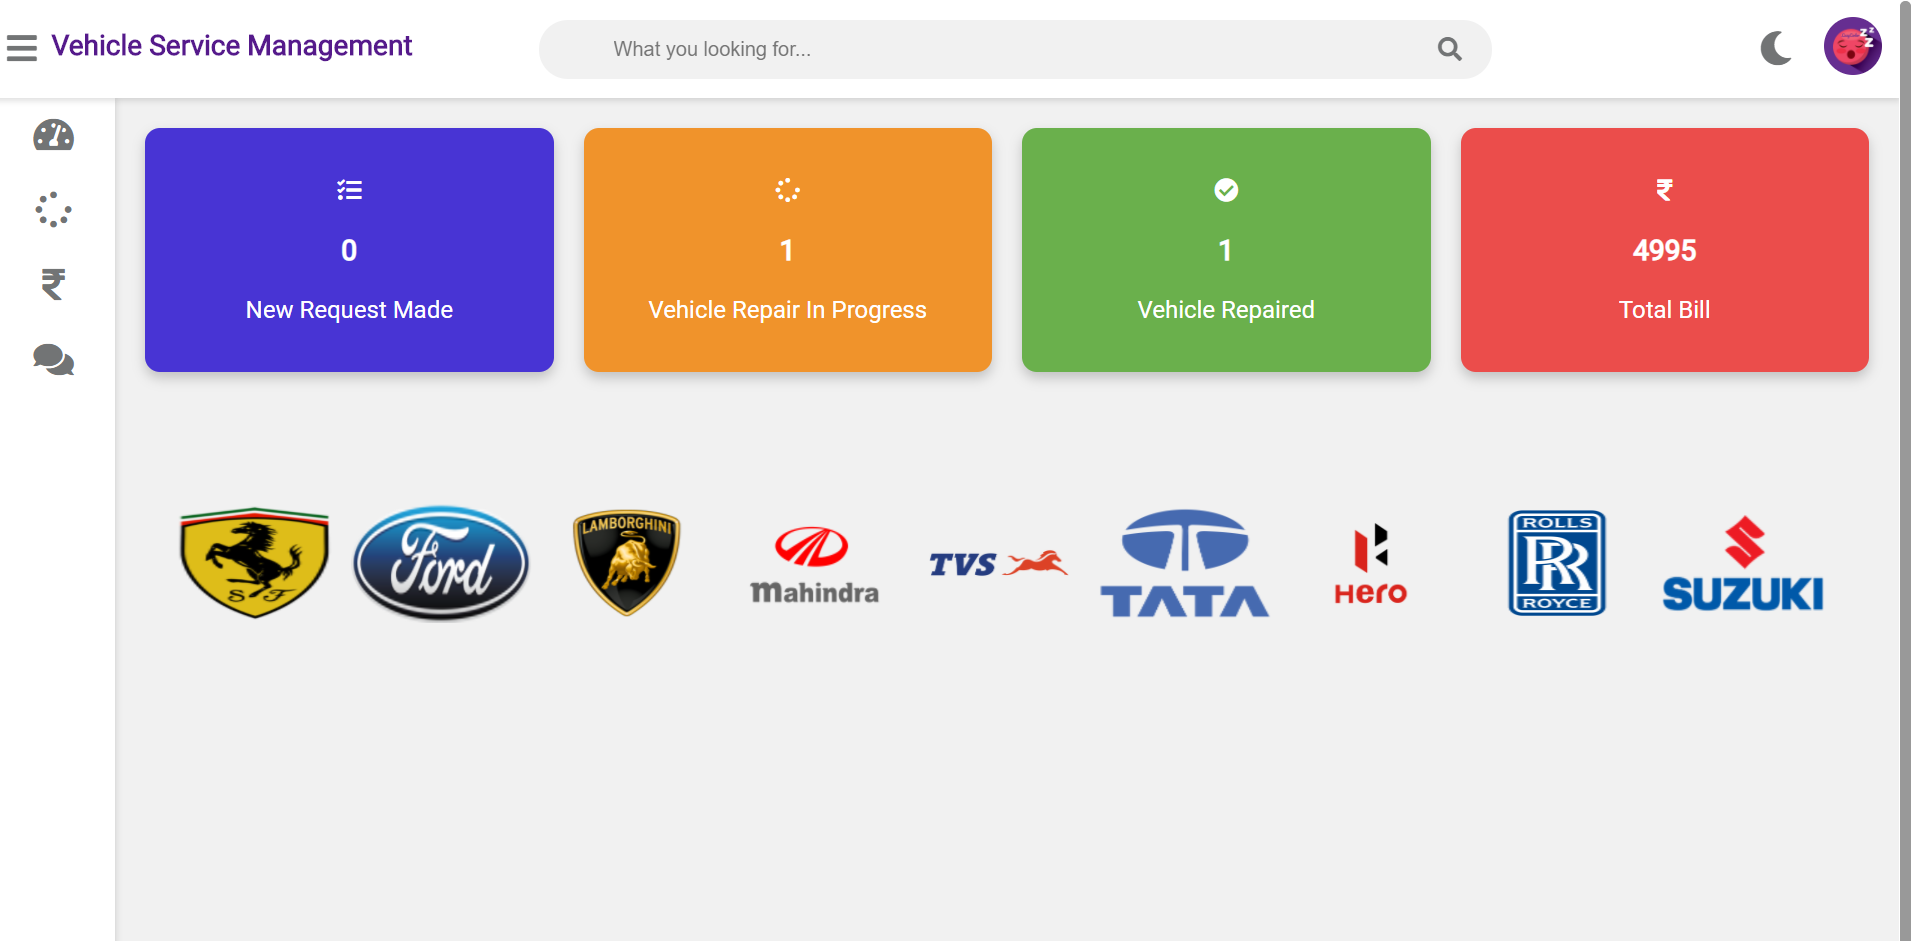 Vehicle Service Management
What you looking for...
zzz
0
New Request Made
1
Vehicle Repair In Progress
1
Vehicle Repaired
₹
4995
Total Bill
₹
S F
Ford
LAMBORGHINI
mahindra
TVS
TATA
Hero
ROLLS
RR
ROYCE
SUZUKI